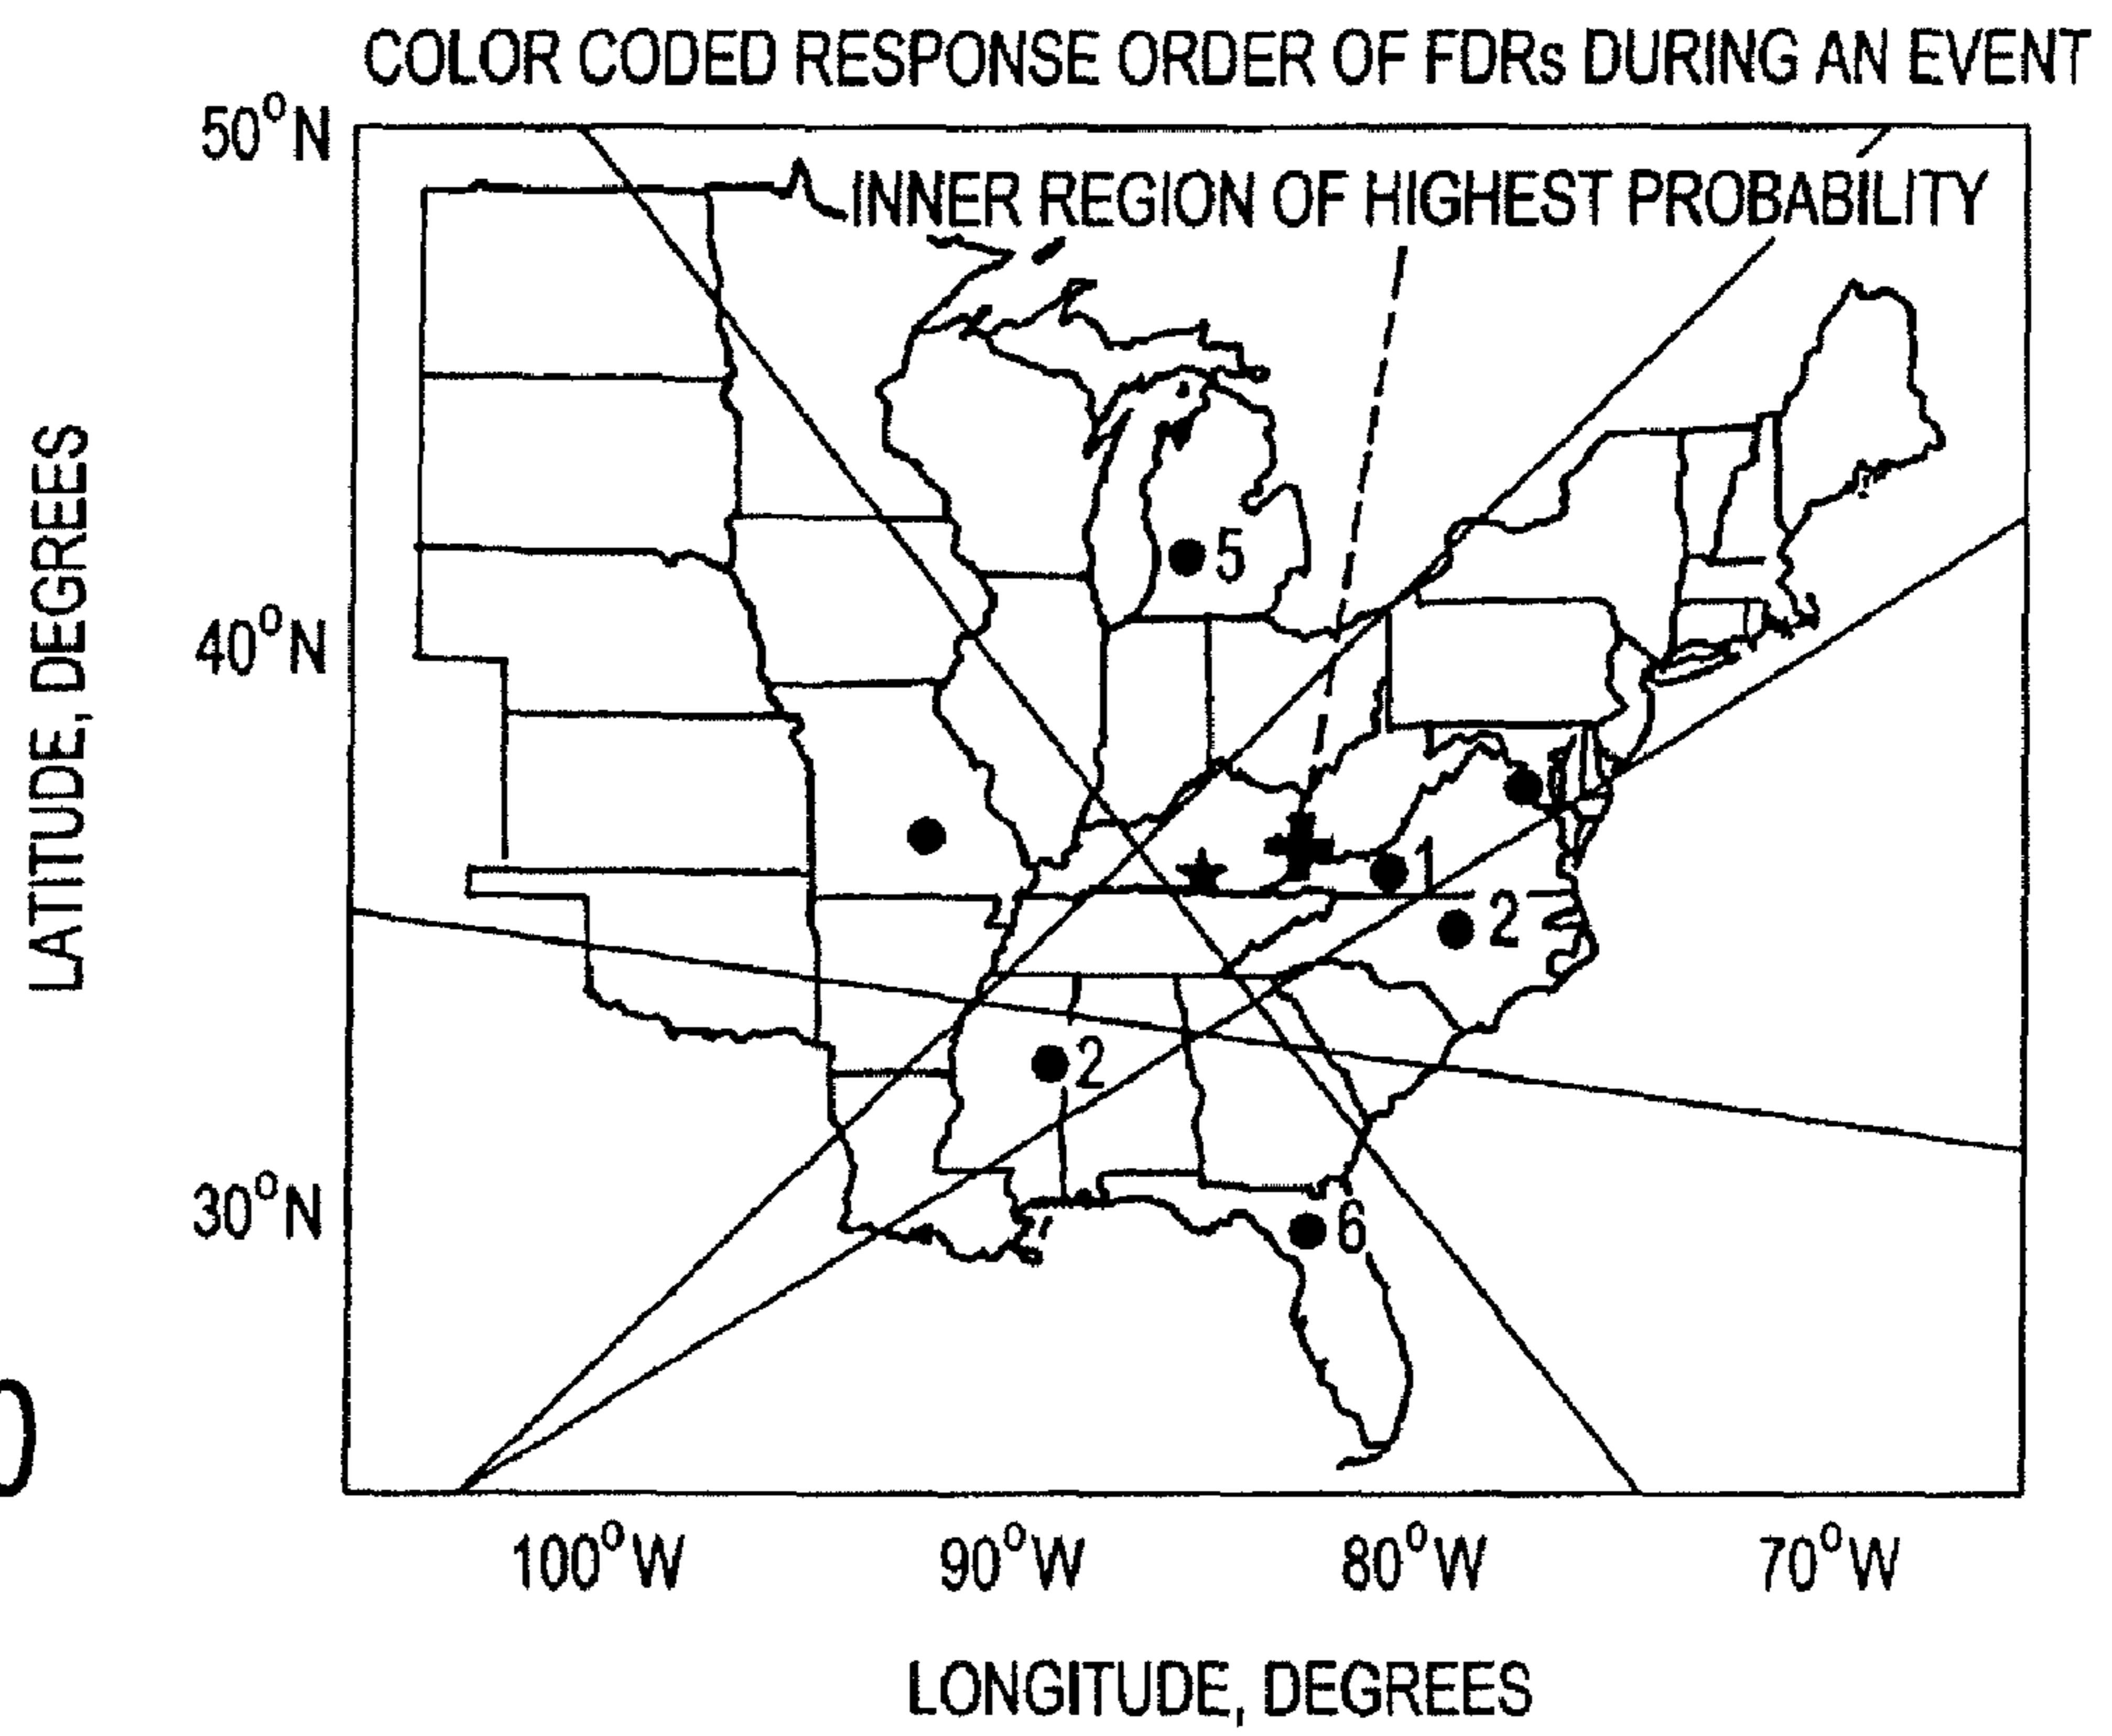 COLOR CODED RESPONSE ORDER OF FDRs DURING AN EVENT
50°N
INNER REGION OF HIGHEST PROBABILITY
5
40°N
LATITUDE, DEGREES
1
2
2
30°N
6
100°W 90°W 80°W 70°W
LONGITUDE, DEGREES